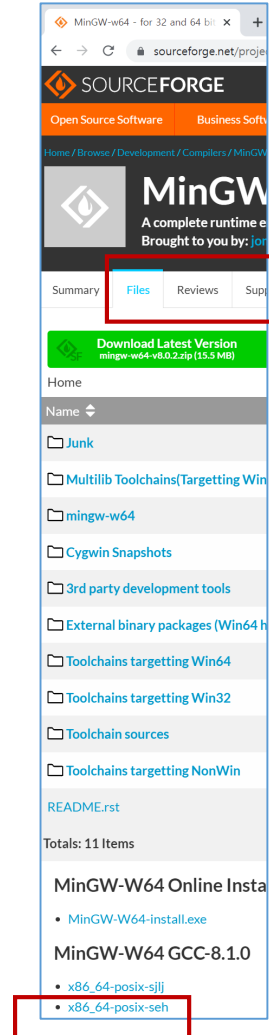 MinGW-w64 - for 32 and 64 bit
sourceforge.net/projec
SOURCEFORGE
Open Source Software Business Softw
Home / Browse / Development / Compilers / MinGW
MinGW
A complete runtime e
Brought to you by: jon
Summary Files Reviews Supp
Download Latest Version
mingw-w64-v8.0.2.zip (15.5 MB)
Home
Name
Junk
Multilib Toolchains(Targetting Win
mingw-w64
Cygwin Snapshots
3rd party development tools
External binary packages (Win64 h
Toolchains targetting Win64
Toolchains targetting Win32
Toolchain sources
Toolchains targetting NonWin
README.rst
Totals: 11 Items
MinGW-W64 Online Insta
• MinGW-W64-install.exe
MinGW-W64 GCC-8.1.0
• x86_64-posix-sjlj
• x86_64-posix-seh